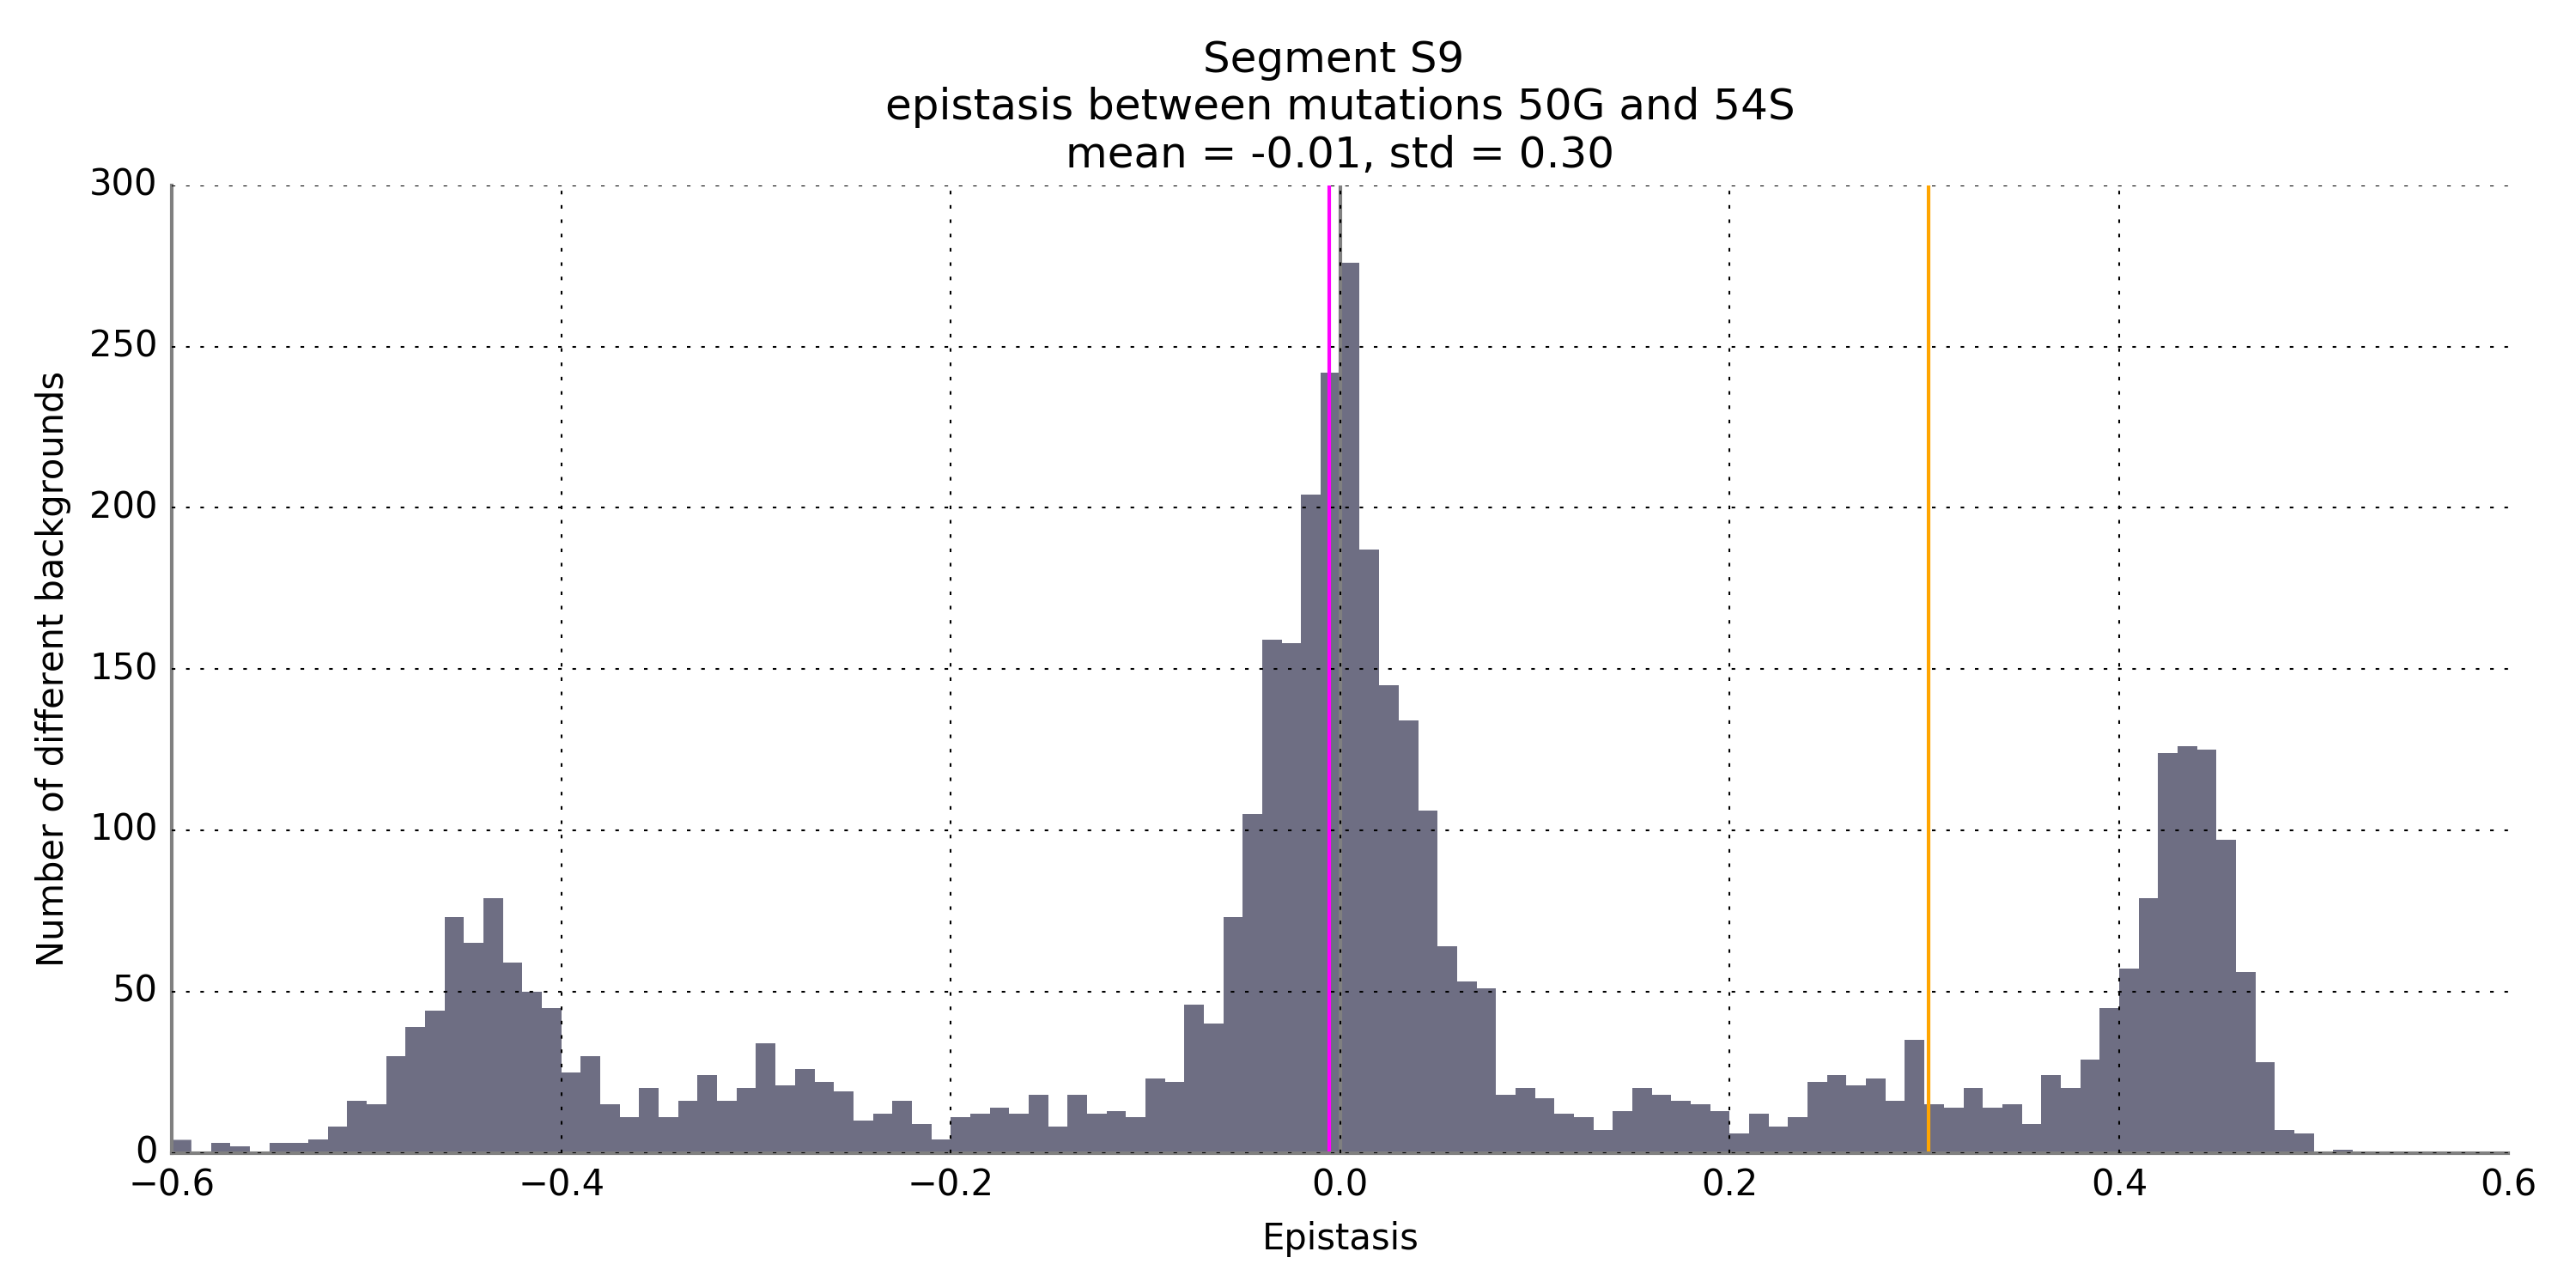 Segment S9
epistasis between mutations 50G and 54S
mean = -0.01, std = 0.30
300
250
200
150
100
50
0
Number of different backgrounds
−0.6 −0.4 −0.2 0.0 0.2 0.4 0.6
Epistasis